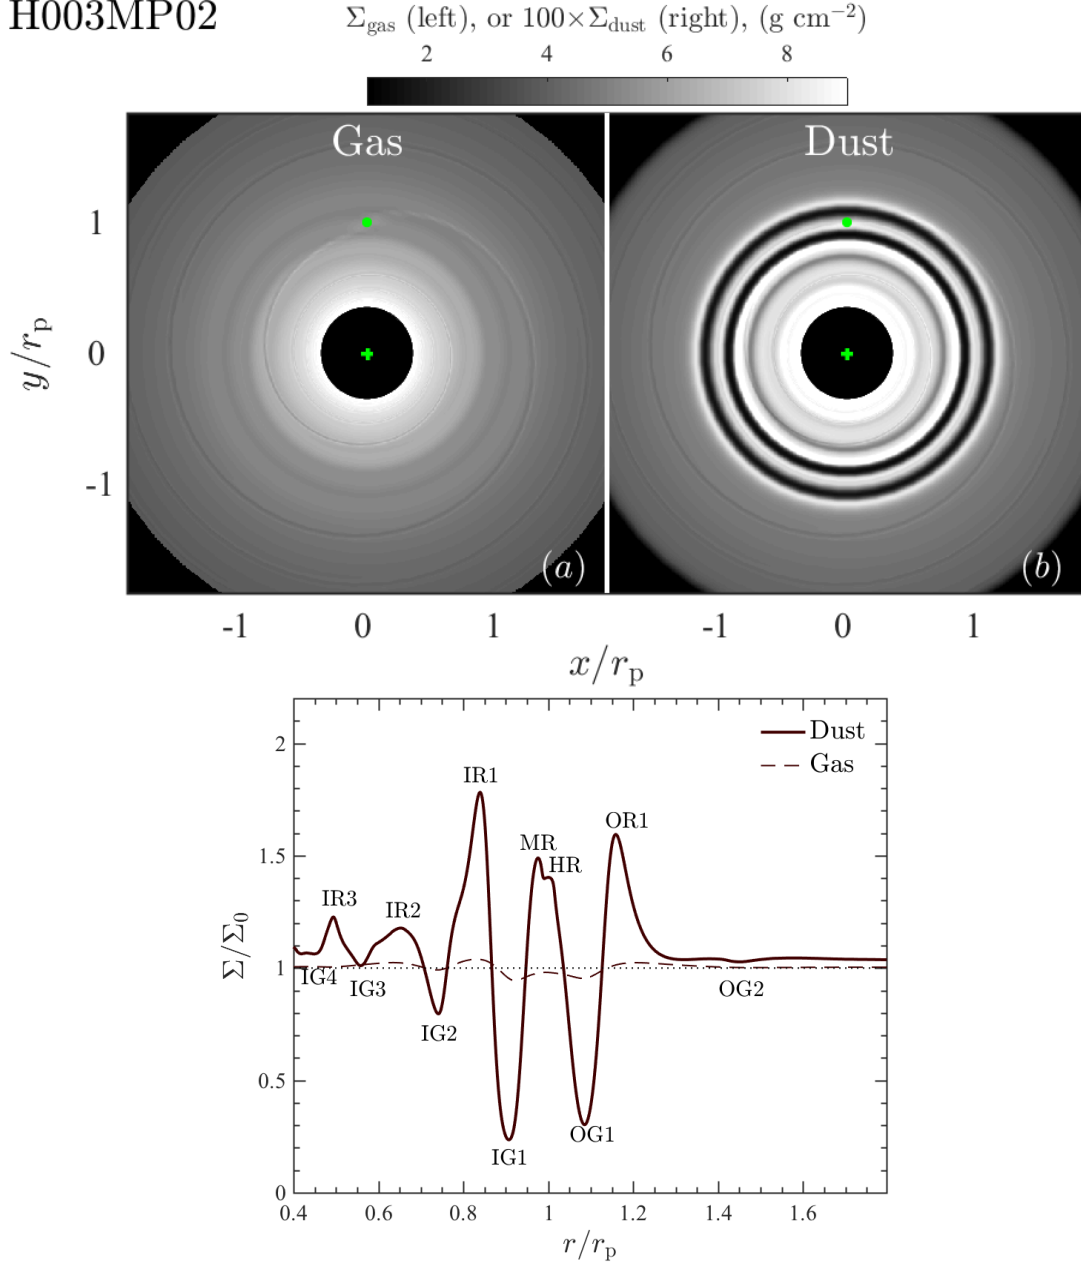 H003MP02
Σgas (left), or 100×Σdust (right), (g cm−2)
2 4 6 8
Gas
Dust
y/rp
1
0
-1
(a)
(b)
-1 0 1
-1 0 1
x/rp
Dust
Gas
Σ/Σ0
2
1.5
1
0.5
0
IR1
OR1
MR
HR
IR3
IR2
IG4
IG3
OG2
IG2
OG1
IG1
0.4 0.6 0.8 1 1.2 1.4 1.6
r/rp